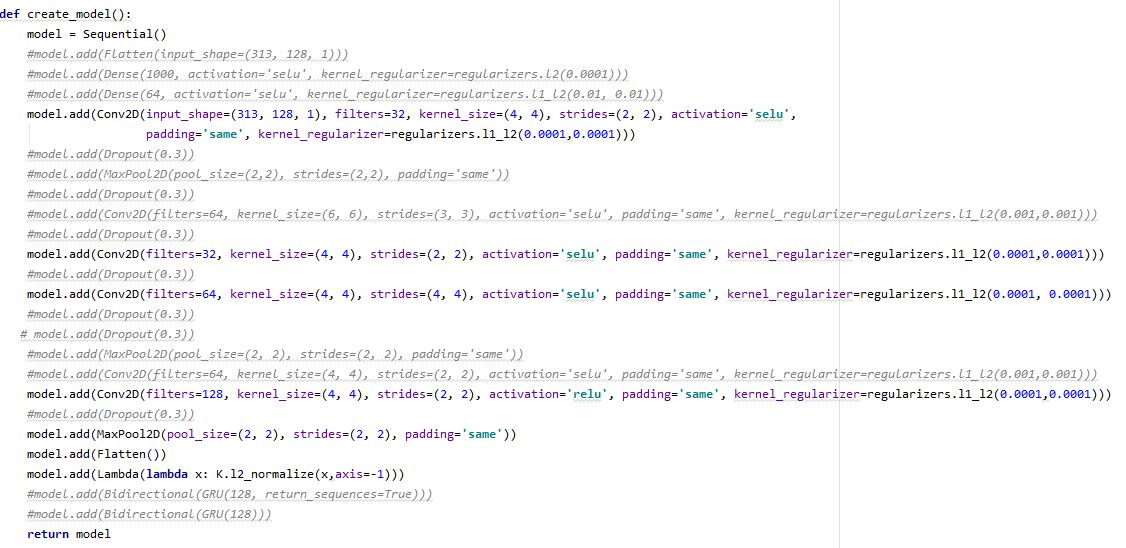 def create_model():
    model = Sequential()
    #model.add(Flatten(input_shape=(313, 128, 1)))
    #model.add(Dense(1000, activation='selu', kernel_regularizer=regularizers.l2(0.0001)))
    #model.add(Dense(64, activation='selu', kernel_regularizer=regularizers.l1_l2(0.01, 0.01)))
    model.add(Conv2D(input_shape=(313, 128, 1), filters=32, kernel_size=(4, 4), strides=(2, 2), activation='selu',
                     padding='same', kernel_regularizer=regularizers.l1_l2(0.0001,0.0001)))
    #model.add(Dropout(0.3))
    #model.add(MaxPool2D(pool_size=(2,2), strides=(2,2), padding='same'))
    #model.add(Dropout(0.3))
    #model.add(Conv2D(filters=64, kernel_size=(6, 6), strides=(3, 3), activation='selu', padding='same', kernel_regularizer=regularizers.l1_l2(0.001,0.001)))
    #model.add(Dropout(0.3))
    model.add(Conv2D(filters=32, kernel_size=(4, 4), strides=(2, 2), activation='selu', padding='same', kernel_regularizer=regularizers.l1_l2(0.0001,0.0001)))
    #model.add(Dropout(0.3))
    model.add(Conv2D(filters=64, kernel_size=(4, 4), strides=(4, 4), activation='selu', padding='same', kernel_regularizer=regularizers.l1_l2(0.0001, 0.0001)))
    #model.add(Dropout(0.3))
   # model.add(Dropout(0.3))
    #model.add(MaxPool2D(pool_size=(2, 2), strides=(2, 2), padding='same'))
    #model.add(Conv2D(filters=64, kernel_size=(4, 4), strides=(2, 2), activation='selu', padding='same', kernel_regularizer=regularizers.l1_l2(0.001,0.001)))
    model.add(Conv2D(filters=128, kernel_size=(4, 4), strides=(2, 2), activation='relu', padding='same', kernel_regularizer=regularizers.l1_l2(0.0001,0.0001)))
    #model.add(Dropout(0.3))
    model.add(MaxPool2D(pool_size=(2, 2), strides=(2, 2), padding='same'))
    model.add(Flatten())
    model.add(Lambda(lambda x: K.l2_normalize(x,axis=-1)))
    #model.add(Bidirectional(GRU(128, return_sequences=True)))
    #model.add(Bidirectional(GRU(128)))
    return model